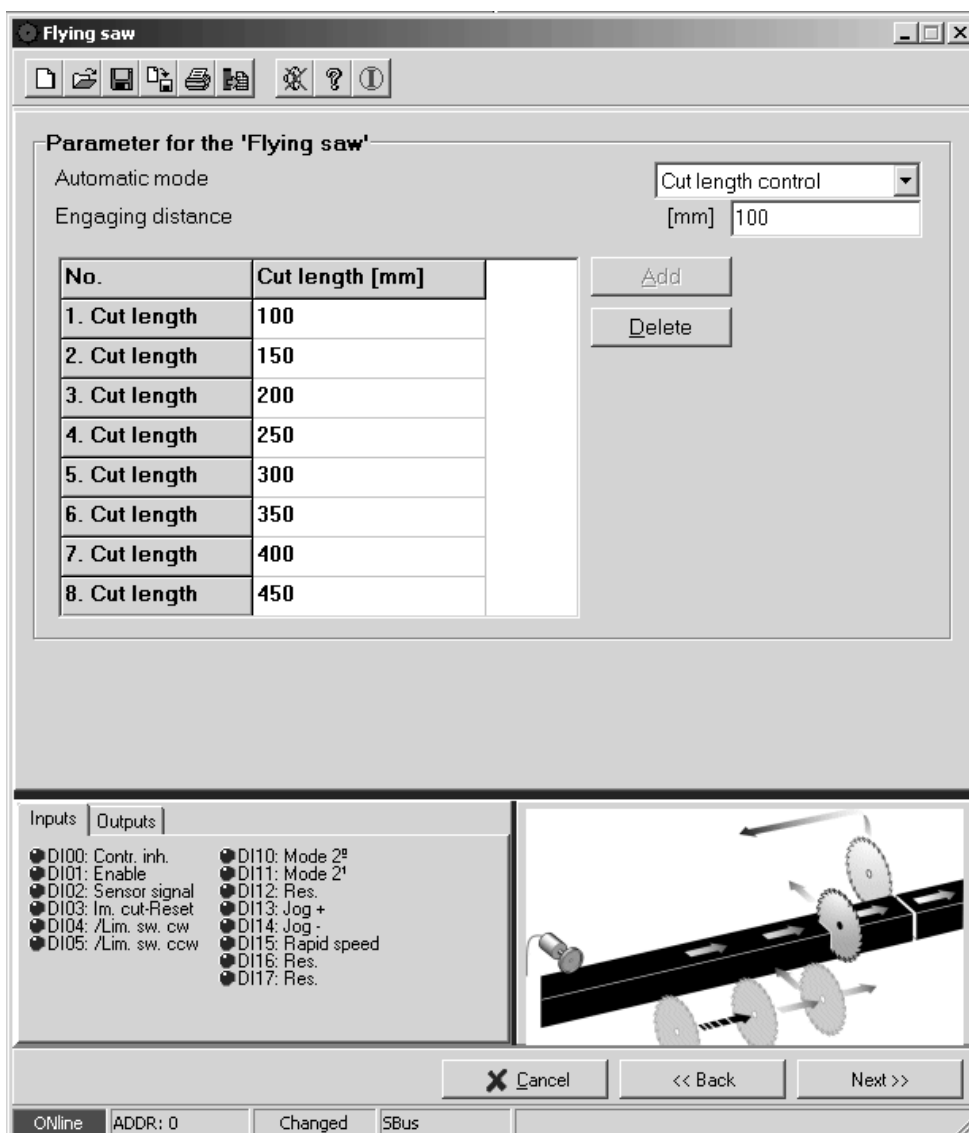 Flying saw
Parameter for the 'Flying saw'
Automatic mode
Cut length control
Engaging distance
[mm] 100
No. Cut length [mm]
Add
1. Cut length 100
Delete
2. Cut length 150
3. Cut length 200
4. Cut length 250
5. Cut length 300
6. Cut length 350
7. Cut length 400
8. Cut length 450
Inputs Outputs
DI00: Contr. inh.
DI01: Enable
DI02: Sensor signal
DI03: Im. cut-Reset
DI04: /Lim. sw. cw
DI05: /Lim. sw. ccw
DI10: Mode 2º
DI11: Mode 2¹
DI12: Res.
DI13: Jog +
DI14: Jog -
DI15: Rapid speed
DI16: Res.
DI17: Res.
Cancel
<< Back
Next >>
ONline ADDR: 0 Changed SBus